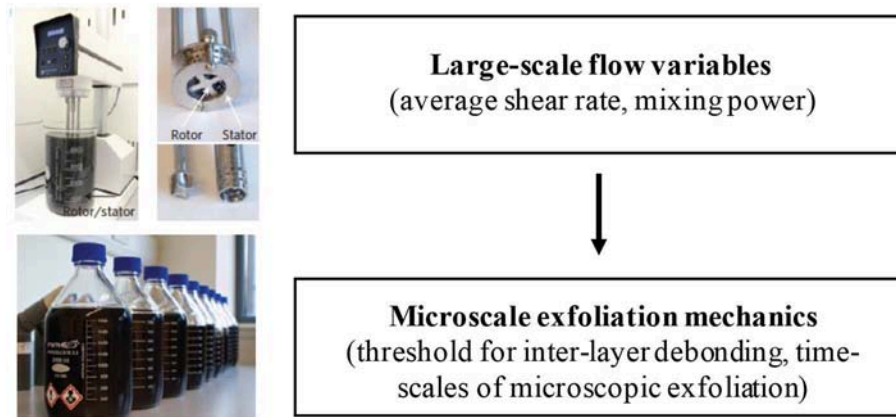 Rotor
Stator
Rotor/stator
Large-scale flow variables
(average shear rate, mixing power)
Microscale exfoliation mechanics
(threshold for inter-layer debonding, time-
scales of microscopic exfoliation)